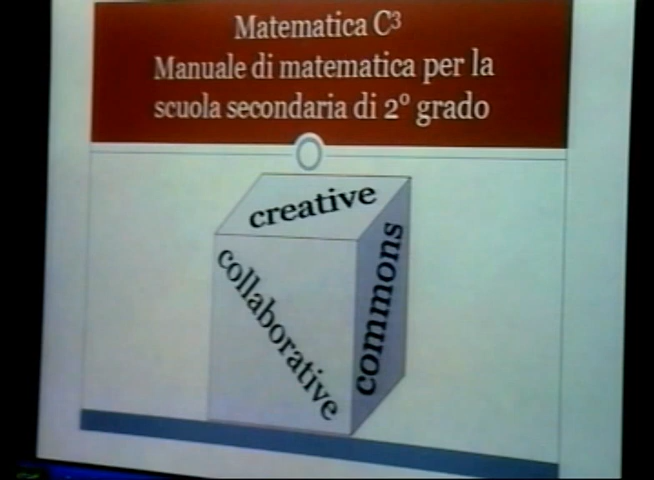 Matematica C³
Manuale di matematica per la
scuola secondaria di 2° grado
creative
collaborative
commons